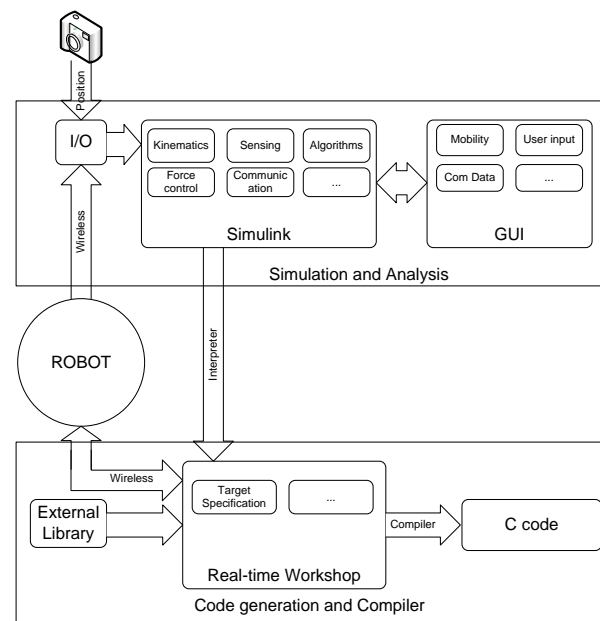 Position
I/O
Kinematics
Sensing
Algorithms
Force
control
Communic
ation
...
Simulink
Mobility
User input
Com Data
...
GUI
Wireless
Simulation and Analysis
ROBOT
Interpreter
Wireless
Target
Specification
...
External
Library
Compiler
C code
Real-time Workshop
Code generation and Compiler